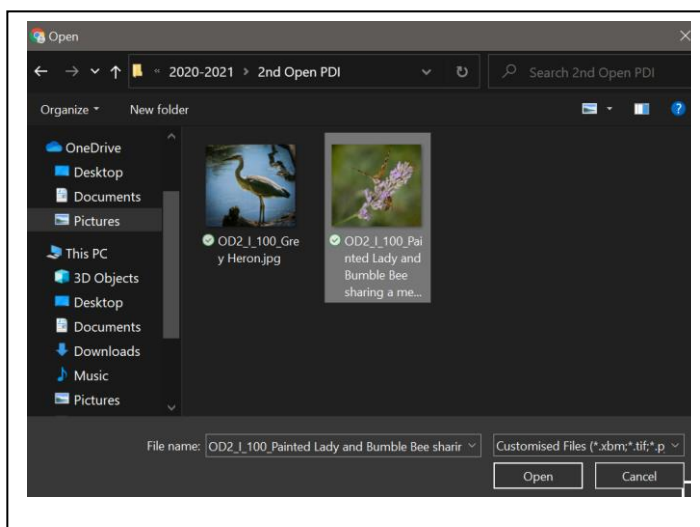 Open
« 2020-2021 > 2nd Open PDI
Search 2nd Open PDI
Organize
New folder
OneDrive
Desktop
Documents
Pictures
This PC
3D Objects
Desktop
Documents
Downloads
Music
Pictures
OD2_I_100_Gre
y Heron.jpg
OD2_I_100_Pai
nted Lady and
Bumble Bee
sharing a me...
File name: OD2_I_100_Painted Lady and Bumble Bee sharir
Customised Files (*.xbm;*.tif;*.p
Open
Cancel